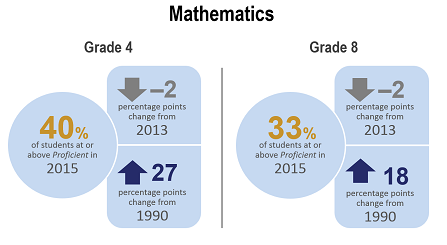 Mathematics
Grade 4
40%
of students at or
above Proficient in
2015
–2
percentage points
change from
2013
27
percentage points
change from
1990
Grade 8
33%
of students at or
above Proficient in
2015
–2
percentage points
change from
2013
18
percentage points
change from
1990